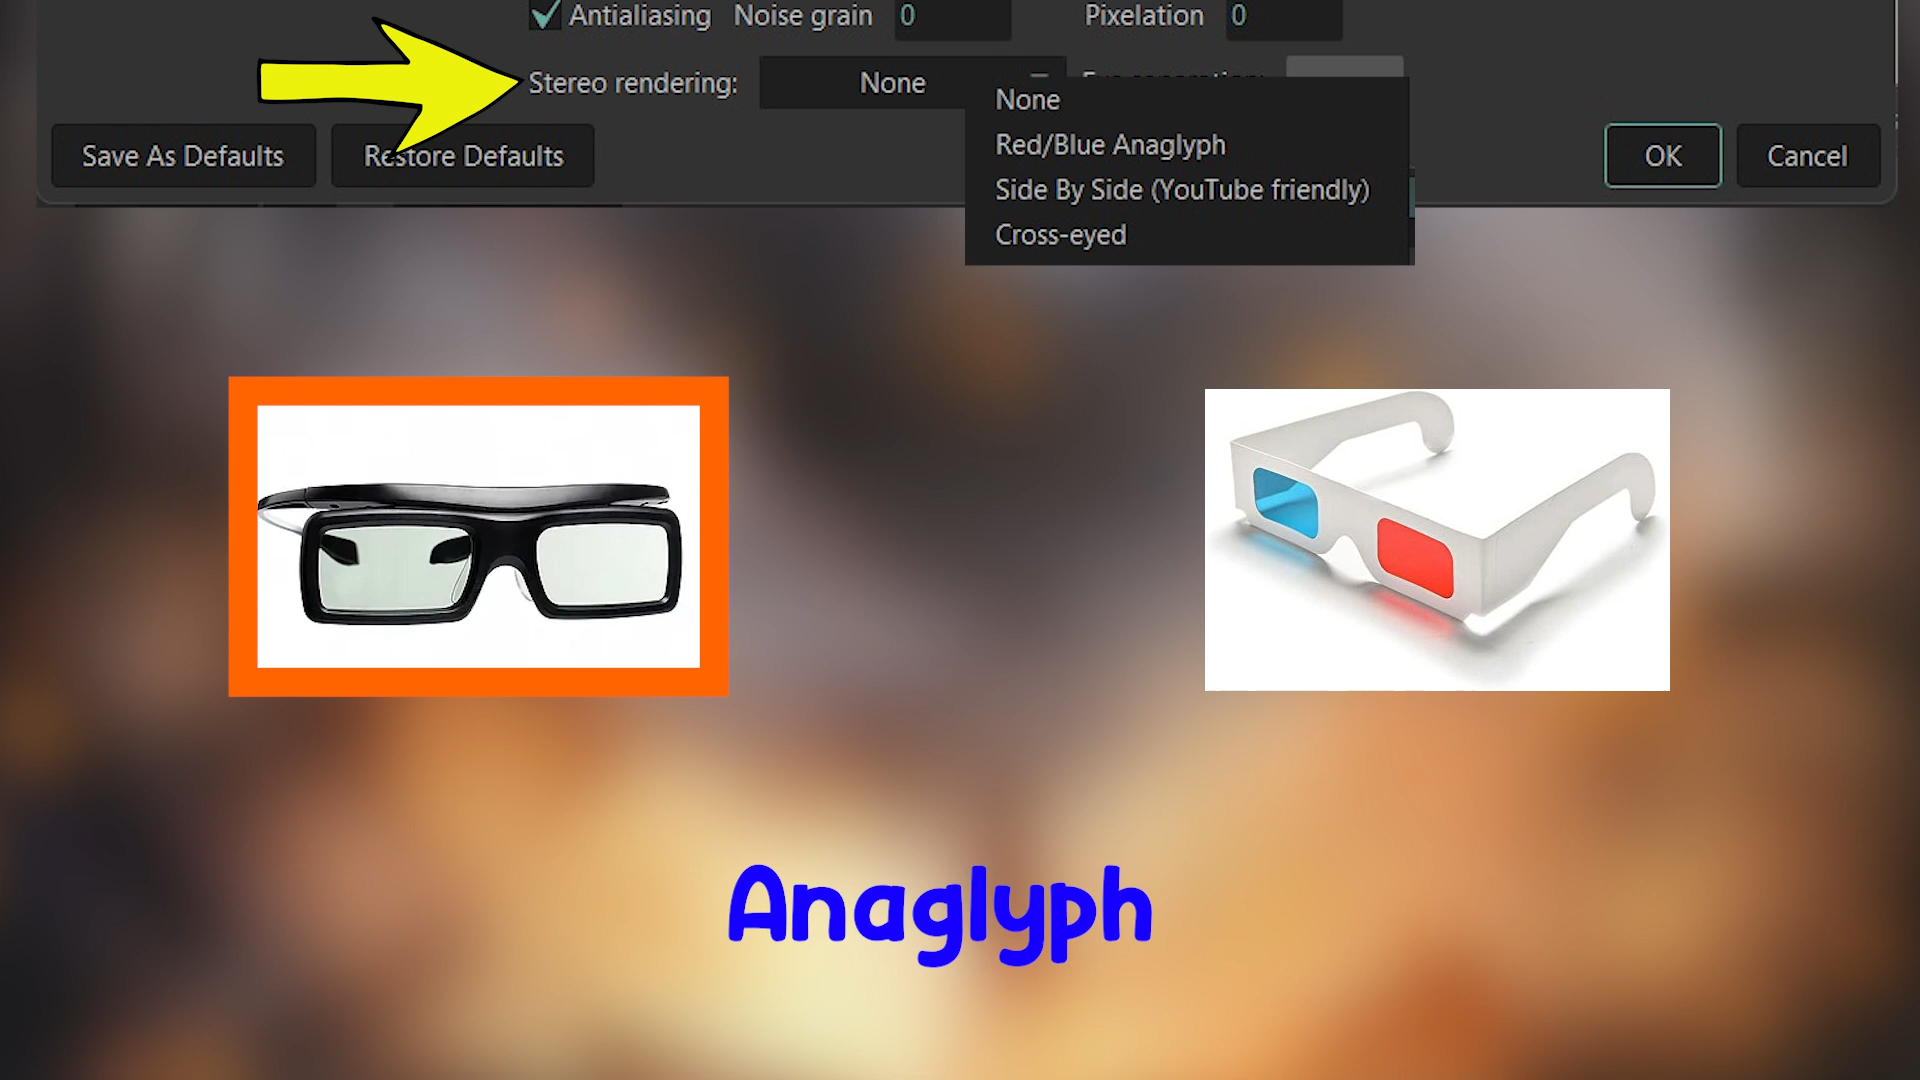 Antialiasing Noise grain 0 Pixelation 0
Stereo rendering: None
None
Red/Blue Anaglyph
Side By Side (YouTube friendly)
Cross-eyed
Save As Defaults Restore Defaults OK Cancel
Anaglyph